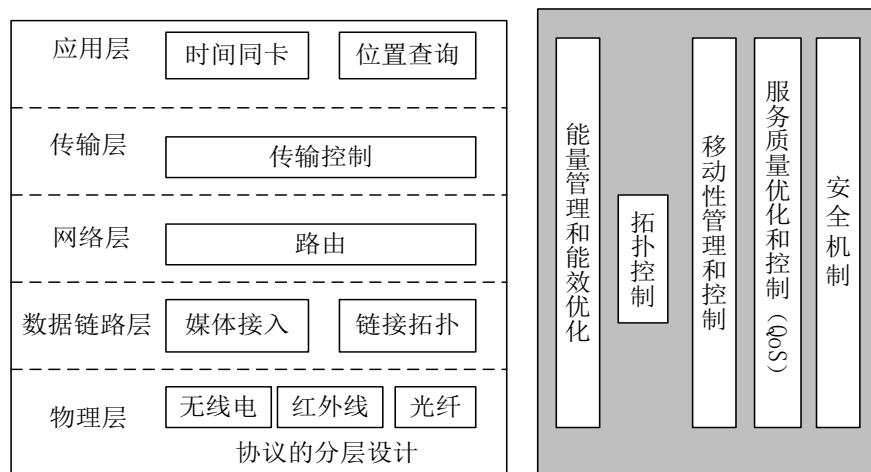 应用层
时间同卡
位置查询
传输层
传输控制
网络层
路由
数据链路层
媒体接入
链接拓扑
物理层
无线电
红外线
光纤
协议的分层设计
能量管理和能效优化
拓扑控制
移动性管理和控制
服务质量优化和控制(QoS)
安全机制